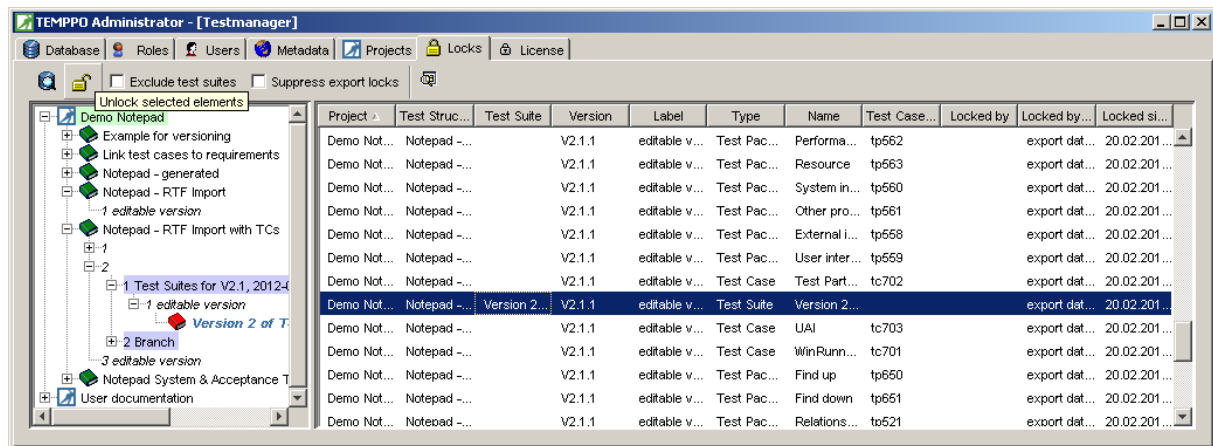 TEMPPO Administrator - [Testmanager]
Database Roles Users Metadata Projects Locks License
Exclude test suites Suppress export locks
Unlock selected elements
Demo Notepad
Example for versioning
Link test cases to requirements
Notepad - generated
Notepad - RTF Import
1 editable version
Notepad - RTF Import with TCs
1
2
1 Test Suites for V2.1, 2012-0
1 editable version
Version 2 of T
2 Branch
3 editable version
Notepad System & Acceptance T
User documentation
Project Test Struc... Test Suite Version Label Type Name Test Case... Locked by Locked by... Locked si...
Demo Not... Notepad -... V2.1.1 editable v... Test Pac... Performa... tp562 export dat... 20.02.201...
Demo Not... Notepad -... V2.1.1 editable v... Test Pac... Resource tp563 export dat... 20.02.201...
Demo Not... Notepad -... V2.1.1 editable v... Test Pac... System in... tp560 export dat... 20.02.201...
Demo Not... Notepad -... V2.1.1 editable v... Test Pac... Other pro... tp561 export dat... 20.02.201...
Demo Not... Notepad -... V2.1.1 editable v... Test Pac... External i... tp558 export dat... 20.02.201...
Demo Not... Notepad -... V2.1.1 editable v... Test Pac... User inter... tp559 export dat... 20.02.201...
Demo Not... Notepad -... V2.1.1 editable v... Test Case Test Part... tc702 export dat... 20.02.201...
Demo Not... Notepad -... Version 2... V2.1.1 editable v... Test Suite Version 2... export dat... 20.02.201...
Demo Not... Notepad -... V2.1.1 editable v... Test Case UAI tc703 export dat... 20.02.201...
Demo Not... Notepad -... V2.1.1 editable v... Test Case WinRunn... tc701 export dat... 20.02.201...
Demo Not... Notepad -... V2.1.1 editable v... Test Pac... Find up tp650 export dat... 20.02.201...
Demo Not... Notepad -... V2.1.1 editable v... Test Pac... Find down tp651 export dat... 20.02.201...
Demo Not... Notepad -... V2.1.1 editable v... Test Pac... Relations... tp521 export dat... 20.02.201...